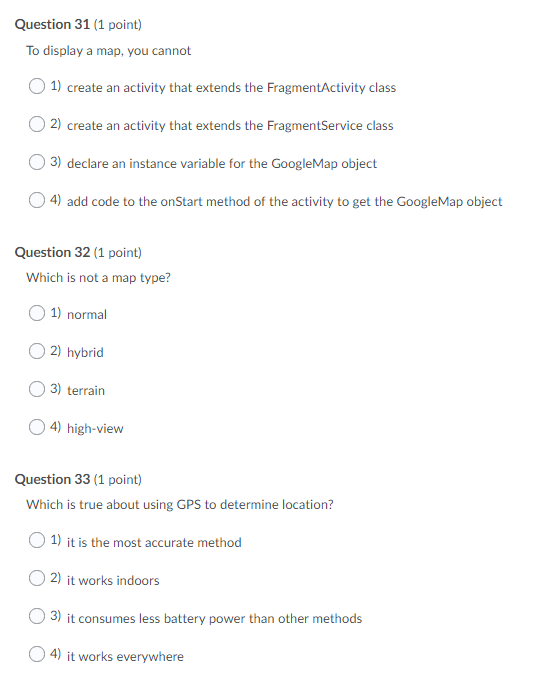 Question 31 (1 point)
To display a map, you cannot
1) create an activity that extends the FragmentActivity class
2) create an activity that extends the FragmentService class
3) declare an instance variable for the GoogleMap object
4) add code to the onStart method of the activity to get the GoogleMap object
Question 32 (1 point)
Which is not a map type?
1) normal
2) hybrid
3) terrain
4) high-view
Question 33 (1 point)
Which is true about using GPS to determine location?
1) it is the most accurate method
2) it works indoors
3) it consumes less battery power than other methods
4) it works everywhere